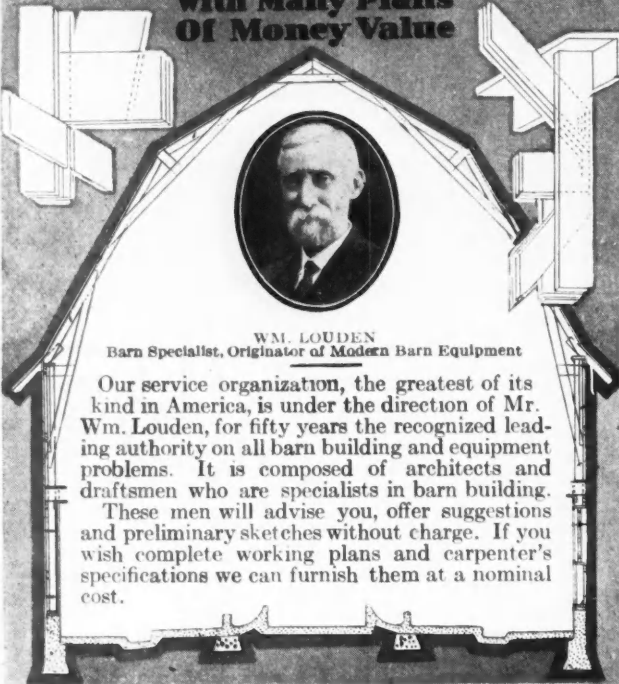 With Many Plans
Of Money Value
WM. LOUDEN
Barn Specialist, Originator of Modern Barn Equipment
Our service organization, the greatest of its
kind in America, is under the direction of Mr.
Wm. Louden, for fifty years the recognized lead-
ing authority on all barn building and equipment
problems. It is composed of architects and
draftsmen who are specialists in barn building.
These men will advise you, offer suggestions
and preliminary sketches without charge. If you
wish complete working plans and carpenter's
specifications we can furnish them at a nominal
cost.